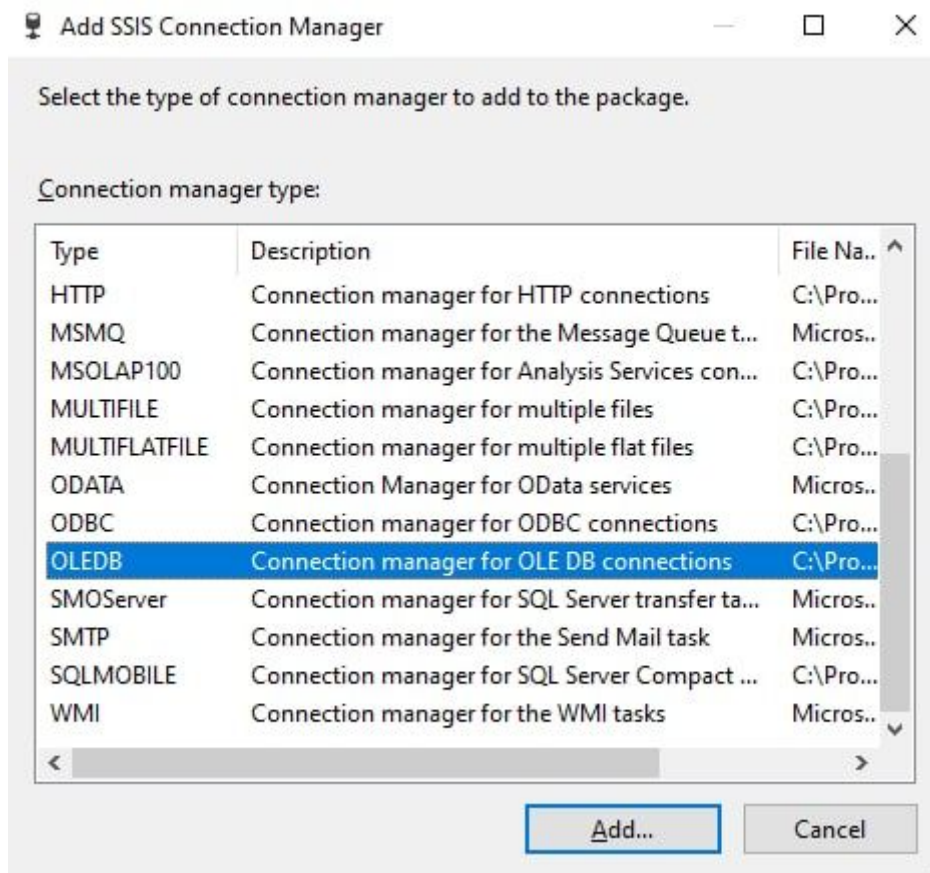 Add SSIS Connection Manager
Select the type of connection manager to add to the package.
Connection manager type:
Type Description File Na..
HTTP Connection manager for HTTP connections C:\Pro...
MSMQ Connection manager for the Message Queue t... Micros..
MSOLAP100 Connection manager for Analysis Services con... C:\Pro...
MULTIFILE Connection manager for multiple files C:\Pro...
MULTIFLATFILE Connection manager for multiple flat files C:\Pro...
ODATA Connection Manager for OData services Micros..
ODBC Connection manager for ODBC connections C:\Pro...
OLEDB Connection manager for OLE DB connections C:\Pro...
SMOServer Connection manager for SQL Server transfer ta... Micros..
SMTP Connection manager for the Send Mail task Micros..
SQLMOBILE Connection manager for SQL Server Compact ... C:\Pro...
WMI Connection manager for the WMI tasks Micros..
Add... Cancel